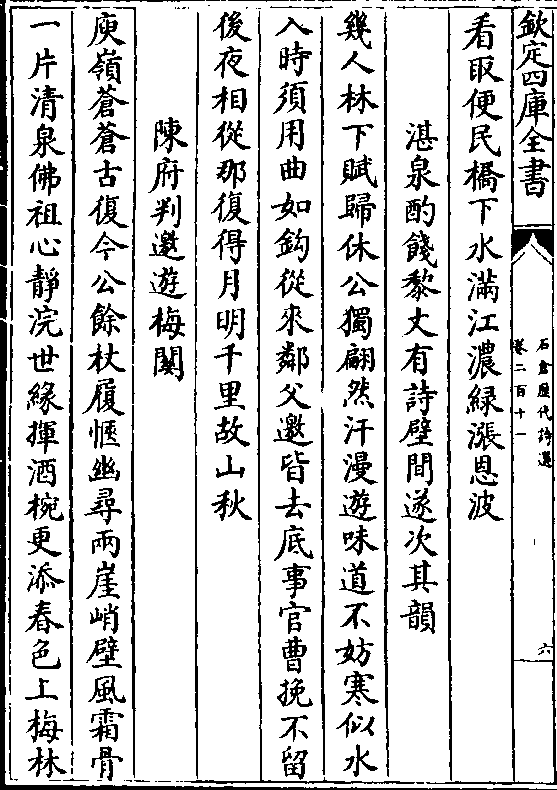 欽定四庫全書
石倉歷代詩選
卷二百十一
六
看取便民橋下水滿江濃緑漲恩波
湛泉酌餞黎丈有詩壁間遂次其韻
幾人林下賦歸休公獨翩然汗漫遊味道不妨寒似水
入時須用曲如鈎從來鄰父邀皆去底事官曹挽不留
後夜相從那復得月明千里故山秋
陳府判邀遊梅關
庾嶺蒼蒼古復今公餘杖履愜幽尋兩崖峭壁風霜骨
一片清泉佛祖心靜浣世緣揮酒椀更添春色上梅林